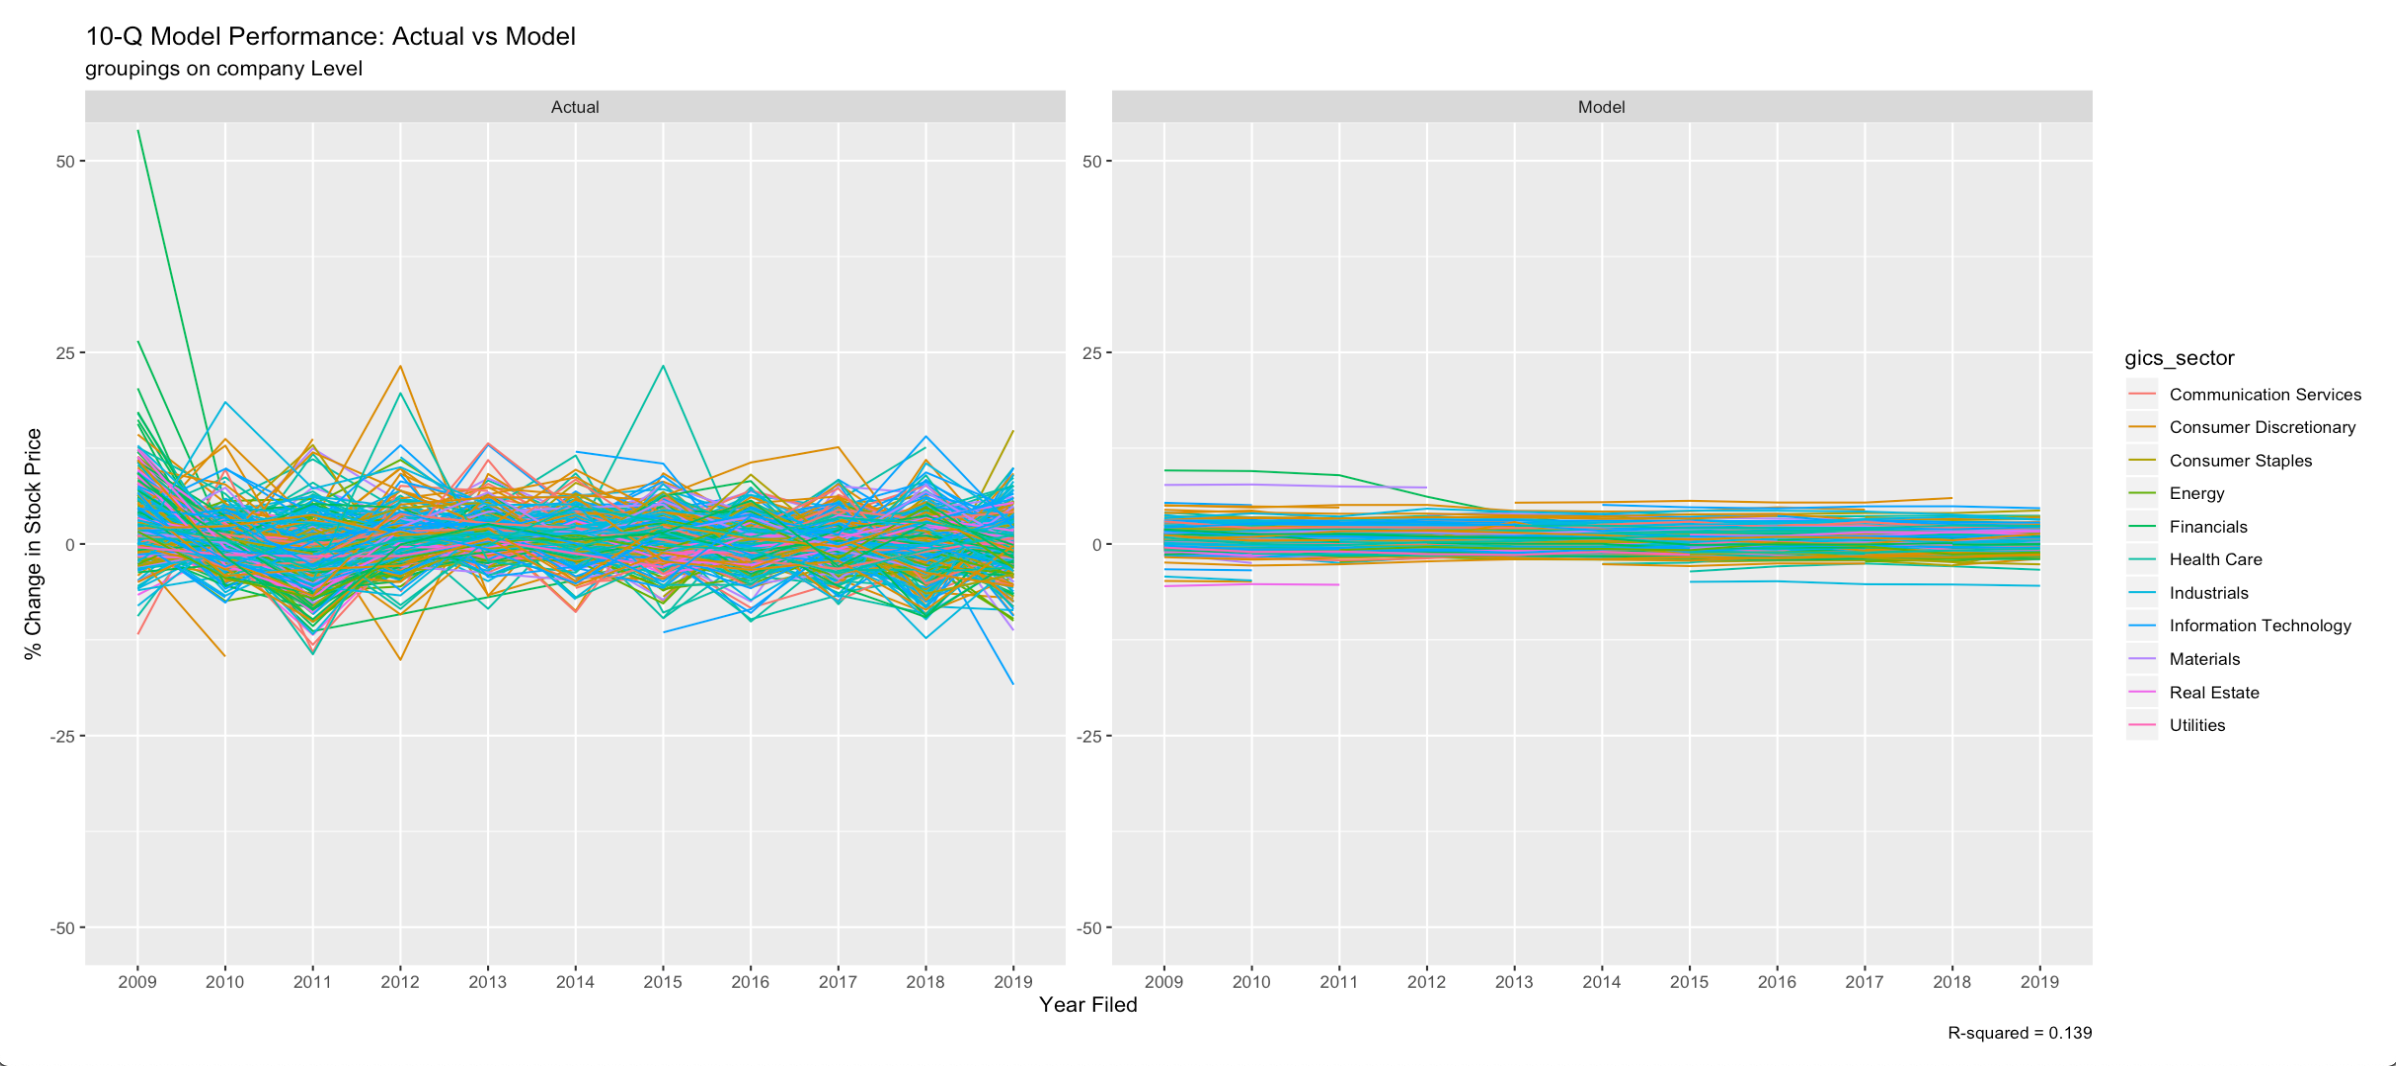 10-Q Model Performance: Actual vs Model
groupings on company Level
Actual
Model
% Change in Stock Price
50
25
0
-25
-50
50
25
0
-25
-50
2009 2010 2011 2012 2013 2014 2015 2016 2017 2018 2019
2009 2010 2011 2012 2013 2014 2015 2016 2017 2018 2019
Year Filed
gics_sector
Communication Services
Consumer Discretionary
Consumer Staples
Energy
Financials
Health Care
Industrials
Information Technology
Materials
Real Estate
Utilities
R-squared = 0.139